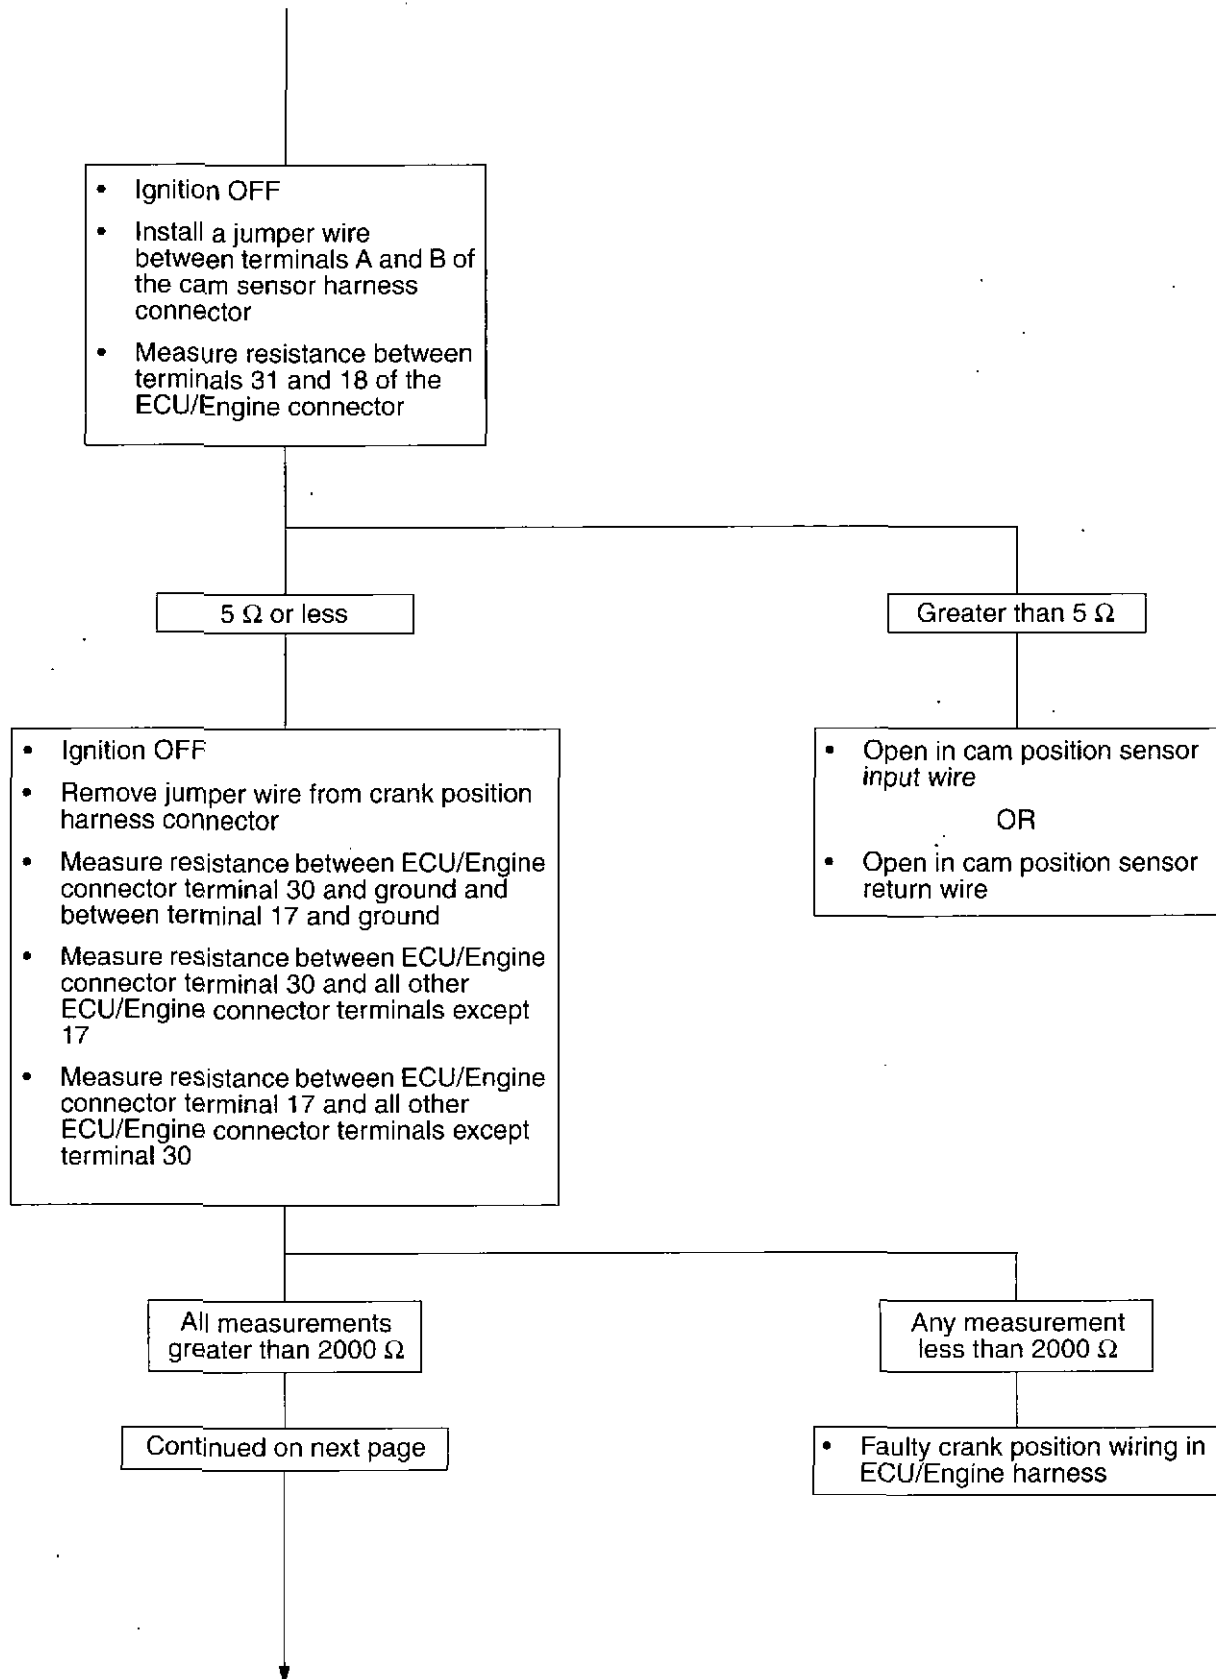 • Ignition OFF
• Install a jumper wire
between terminals A and B of
the cam sensor harness
connector
• Measure resistance between
terminals 31 and 18 of the
ECU/Engine connector
5 Ω or less
Greater than 5 Ω
• Ignition OFF
• Remove jumper wire from crank position
harness connector
• Measure resistance between ECU/Engine
connector terminal 30 and ground and
between terminal 17 and ground
• Measure resistance between ECU/Engine
connector terminal 30 and all other
ECU/Engine connector terminals except
17
• Measure resistance between ECU/Engine
connector terminal 17 and all other
ECU/Engine connector terminals except
terminal 30
• Open in cam position sensor
input wire
OR
• Open in cam position sensor
return wire
All measurements
greater than 2000 Ω
Any measurement
less than 2000 Ω
Continued on next page
• Faulty crank position wiring in
ECU/Engine harness